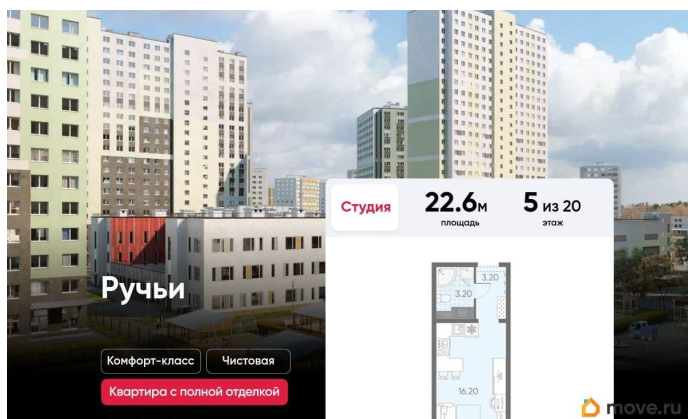 Студия
22.6м
площадь
5 из 20
этаж
3.20
3.20
Ручьи
Комфорт-класс
Чистовая
Квартира с полной отделкой
16.20
move.ru